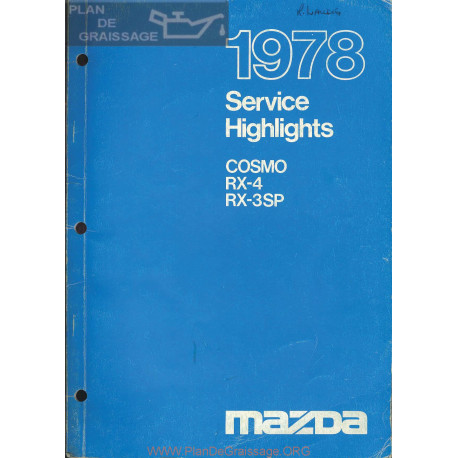 PLAN
DE
GRAISSAGE
1978
Service
Highlights
COSMO
RX-4
RX-3SP
mazda
www.PlanDeGraissage.ORG